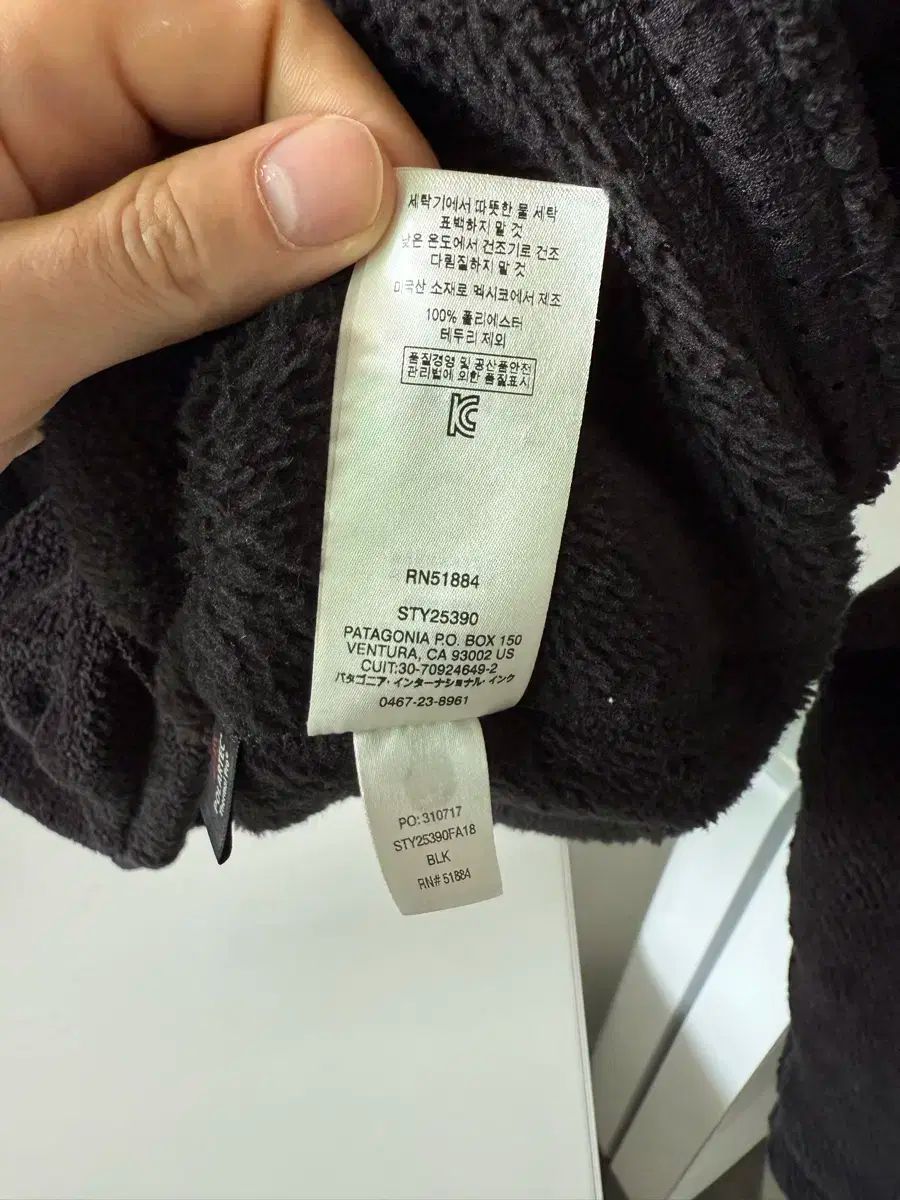 세탁기에서 따뜻한 물 세탁
표백하지 말 것
낮은 온도에서 건조기로 건조
다림질하지 말 것
미국산 소재로 멕시코에서 제조
100% 폴리에스터
테두리 제외
품질경영 및 공산품안전
관리법에 의한 품질표시
RN51884
STY25390
PATAGONIA P.O. BOX 150
VENTURA, CA 93002 US
CUIT:30-70924649-2
パタゴニア・インターナショナル・インク
0467-23-8961
POLARTEC
PO: 310717
STY25390FA18
BLK
RN# 51884